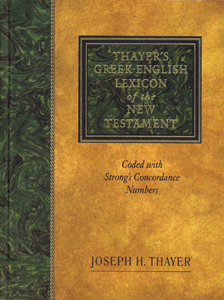 THAYER'S
GREEK-ENGLISH
LEXICON of the
NEW
TESTAMENT
Coded with
Strong's Concordance
Numbers
JOSEPH H. THAYER